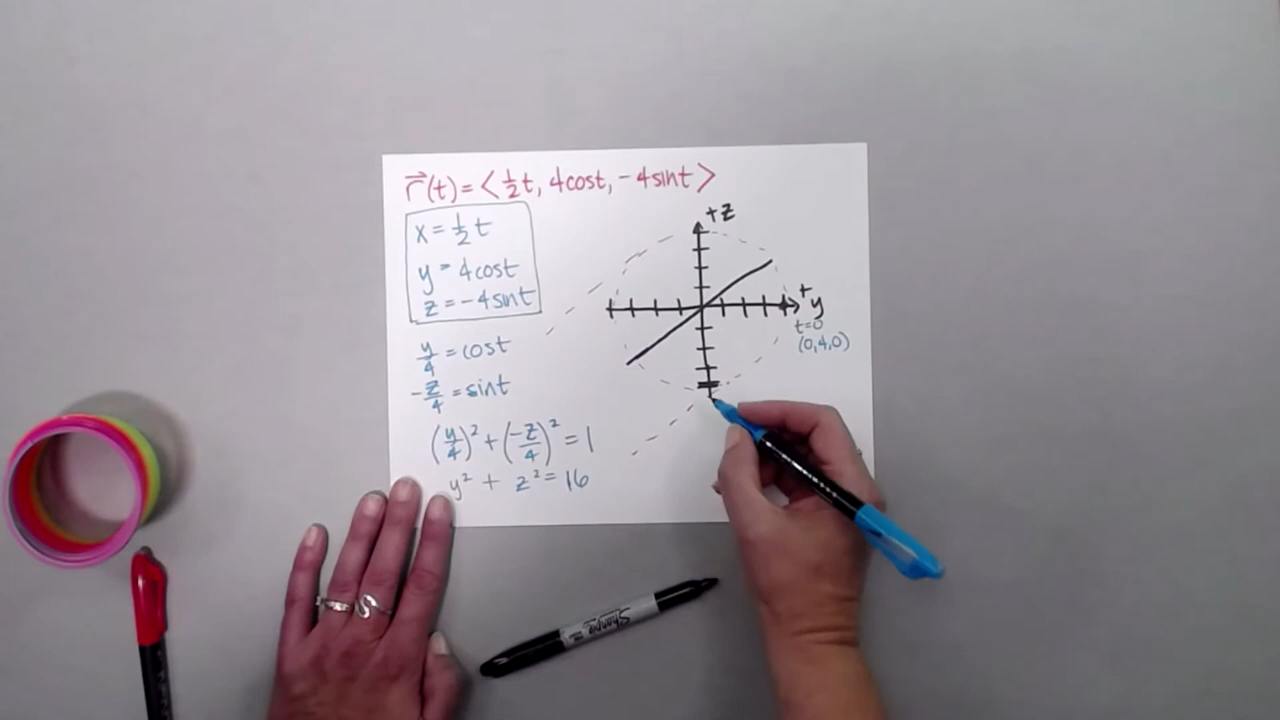 r⃗(t) = < ½t, 4cost, -4sint >
x = ½t
y = 4cost
z = -4sint
y/4 = cost
-z/4 = sint
(y/4)² + (-z/4)² = 1
y² + z² = 16
+z
+y
t=0
(0,4,0)
Sharpie